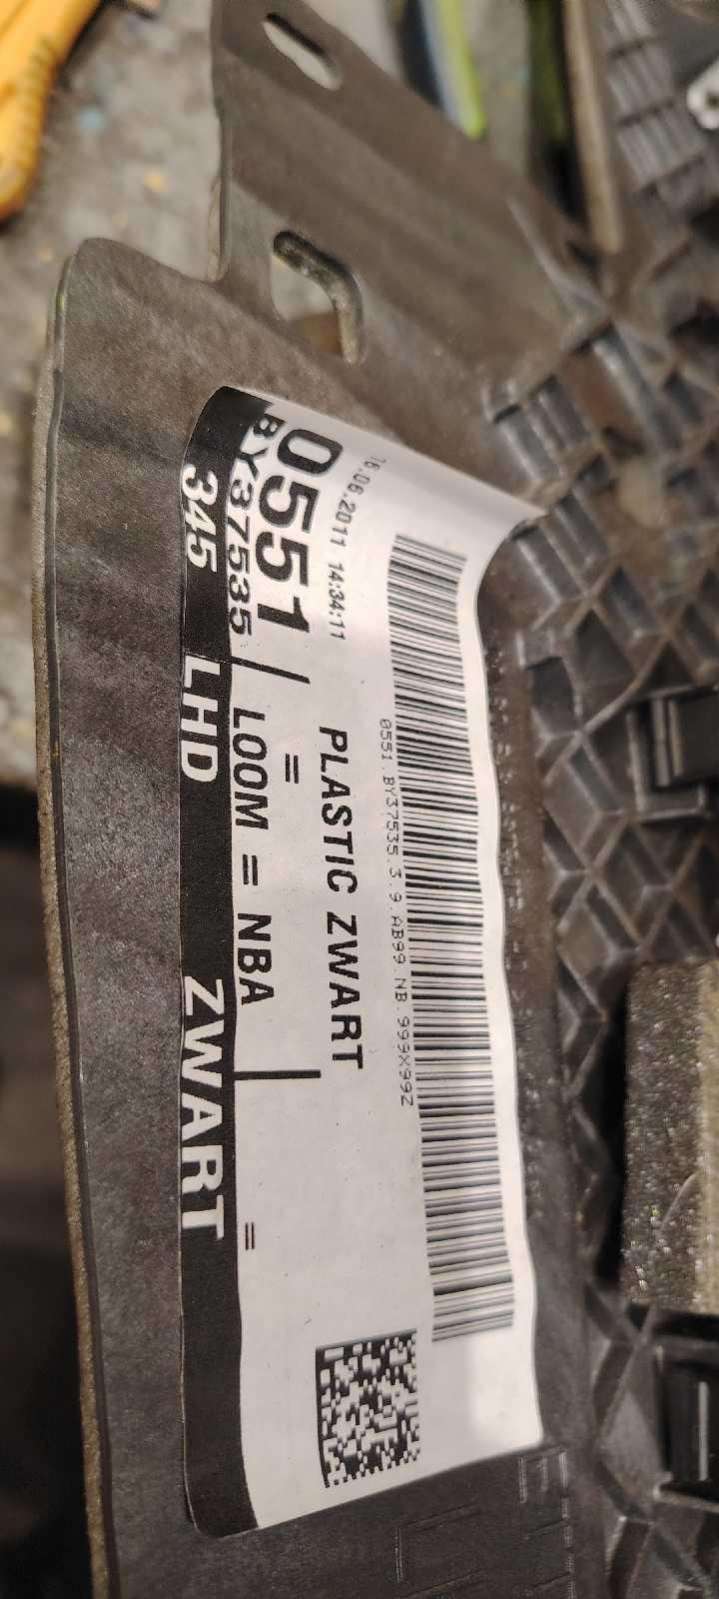 16.06.2011 14:34:11
0551.BY37535.3.9.AB99.NB.999X99Z
0551 = PLASTIC ZWART
BY37535 LOOM = NBA =
345 LHD ZWART